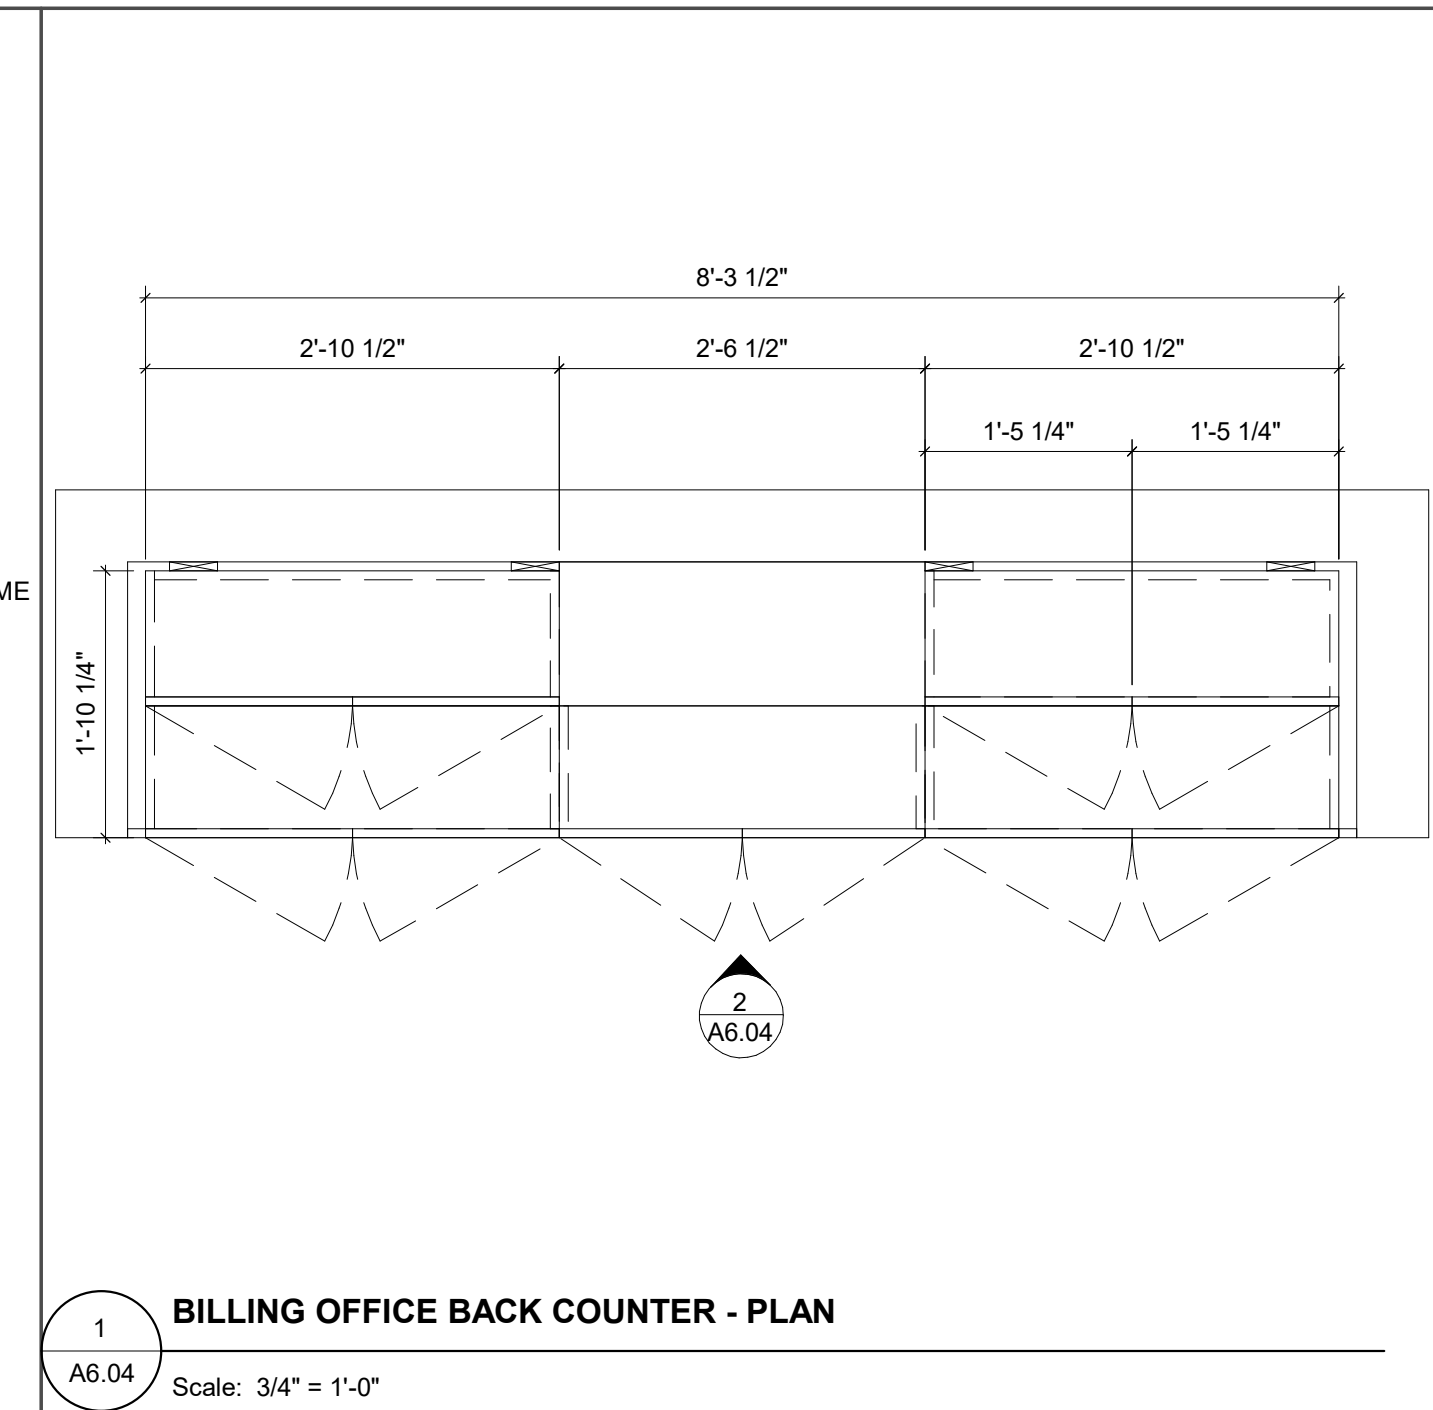 8'-3 1/2"
2'-10 1/2"
2'-6 1/2"
2'-10 1/2"
1'-5 1/4"
1'-5 1/4"
ME
1'-10 1/4"
2
A6.04
1
A6.04
BILLING OFFICE BACK COUNTER - PLAN
Scale: 3/4" = 1'-0"